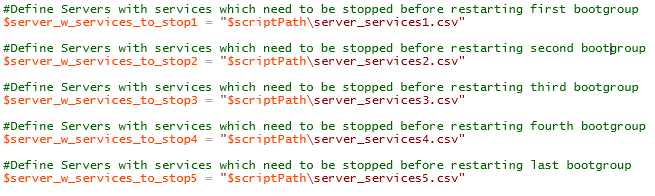 #Define Servers with services which need to be stopped before restarting first bootgroup
$server_w_services_to_stop1 = "$scriptPath\server_services1.csv"
#Define Servers with services which need to be stopped before restarting second bootgroup
$server_w_services_to_stop2 = "$scriptPath\server_services2.csv"
#Define Servers with services which need to be stopped before restarting third bootgroup
$server_w_services_to_stop3 = "$scriptPath\server_services3.csv"
#Define Servers with services which need to be stopped before restarting fourth bootgroup
$server_w_services_to_stop4 = "$scriptPath\server_services4.csv"
#Define Servers with services which need to be stopped before restarting last bootgroup
$server_w_services_to_stop5 = "$scriptPath\server_services5.csv"